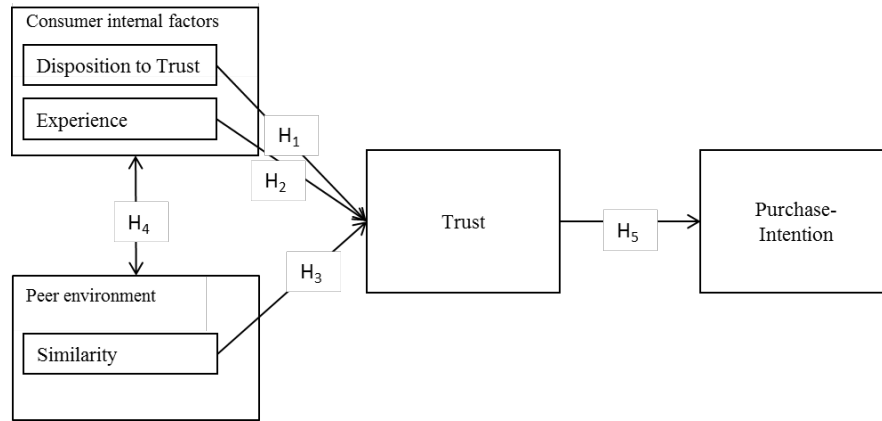 Consumer internal factors
Disposition to Trust
Experience
H₁
H₂
H₄
H₃
Peer environment
Similarity
Trust
H₅
Purchase-
Intention